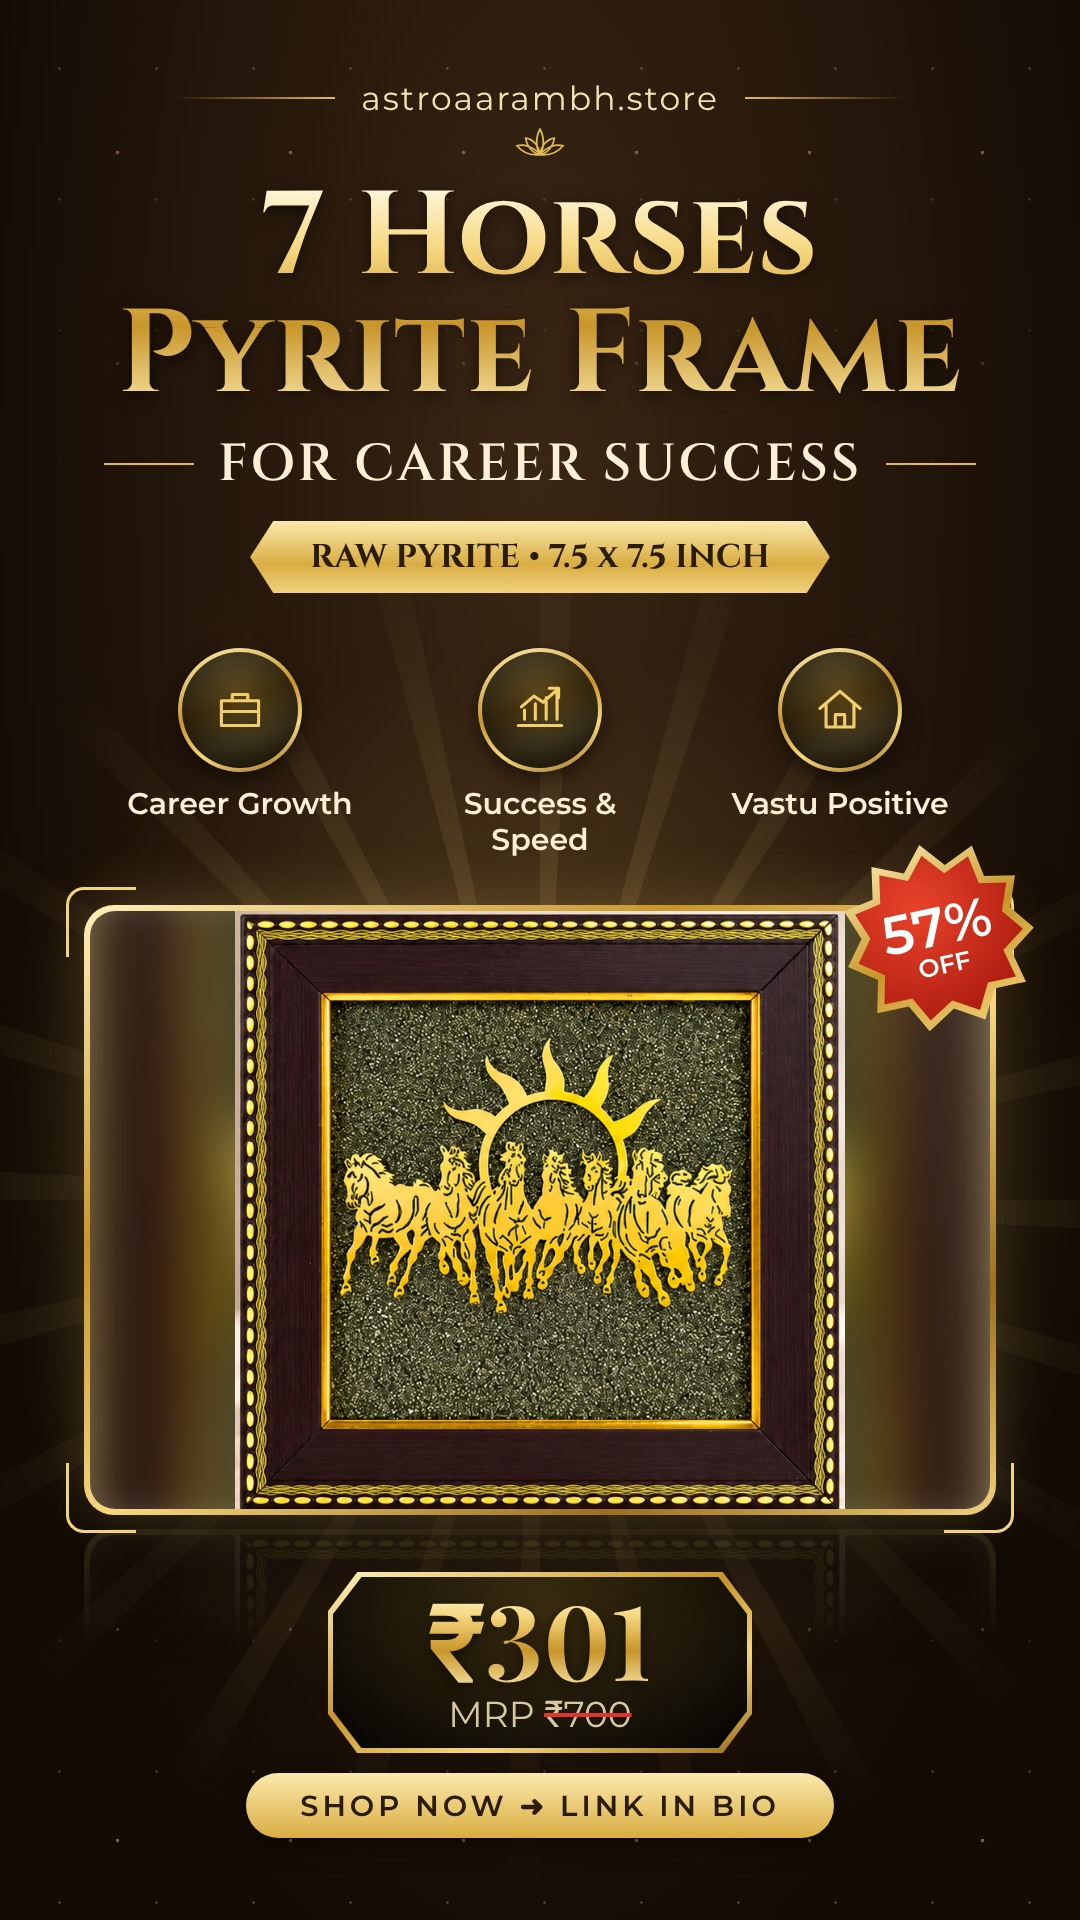 astroaarambh.store
7 Horses
Pyrite Frame
FOR CAREER SUCCESS
RAW PYRITE • 7.5 x 7.5 INCH
Career Growth
Success &
Speed
Vastu Positive
57%
OFF
₹301
MRP ₹700
SHOP NOW ➜ LINK IN BIO